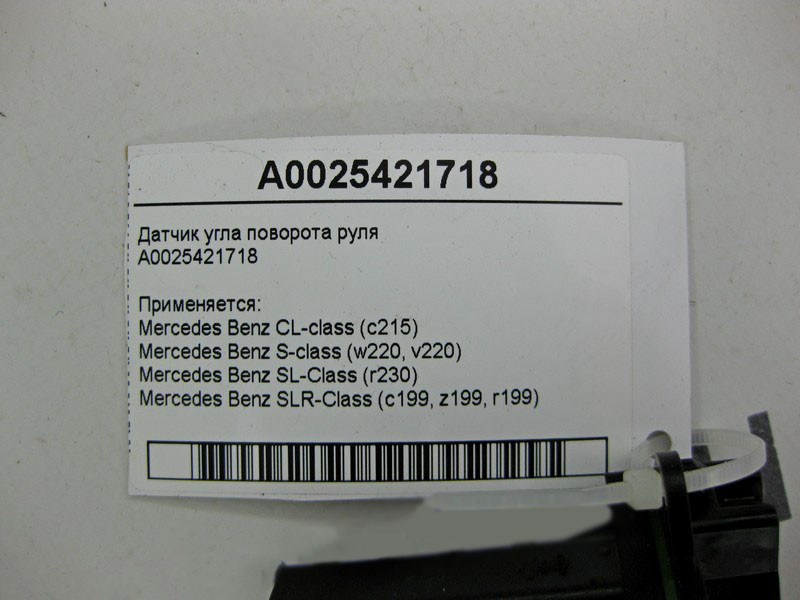 A0025421718
Датчик угла поворота руля
A0025421718
Применяется:
Mercedes Benz CL-class (c215)
Mercedes Benz S-class (w220, v220)
Mercedes Benz SL-Class (r230)
Mercedes Benz SLR-Class (c199, z199, r199)